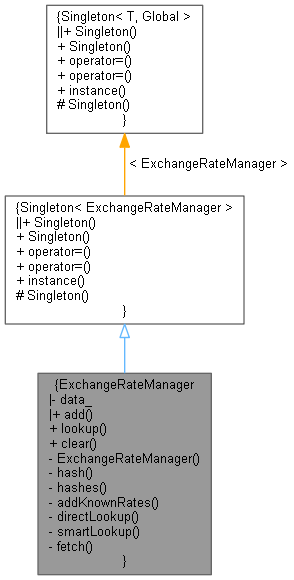 {Singleton< T, Global >
||+ Singleton()
+ Singleton()
+ operator=()
+ operator=()
+ instance()
# Singleton()
}
< ExchangeRateManager >
{Singleton< ExchangeRateManager >
||+ Singleton()
+ Singleton()
+ operator=()
+ operator=()
+ instance()
# Singleton()
}
{ExchangeRateManager
|- data_
|+ add()
+ lookup()
+ clear()
- ExchangeRateManager()
- hash()
- hashes()
- addKnownRates()
- directLookup()
- smartLookup()
- fetch()
}